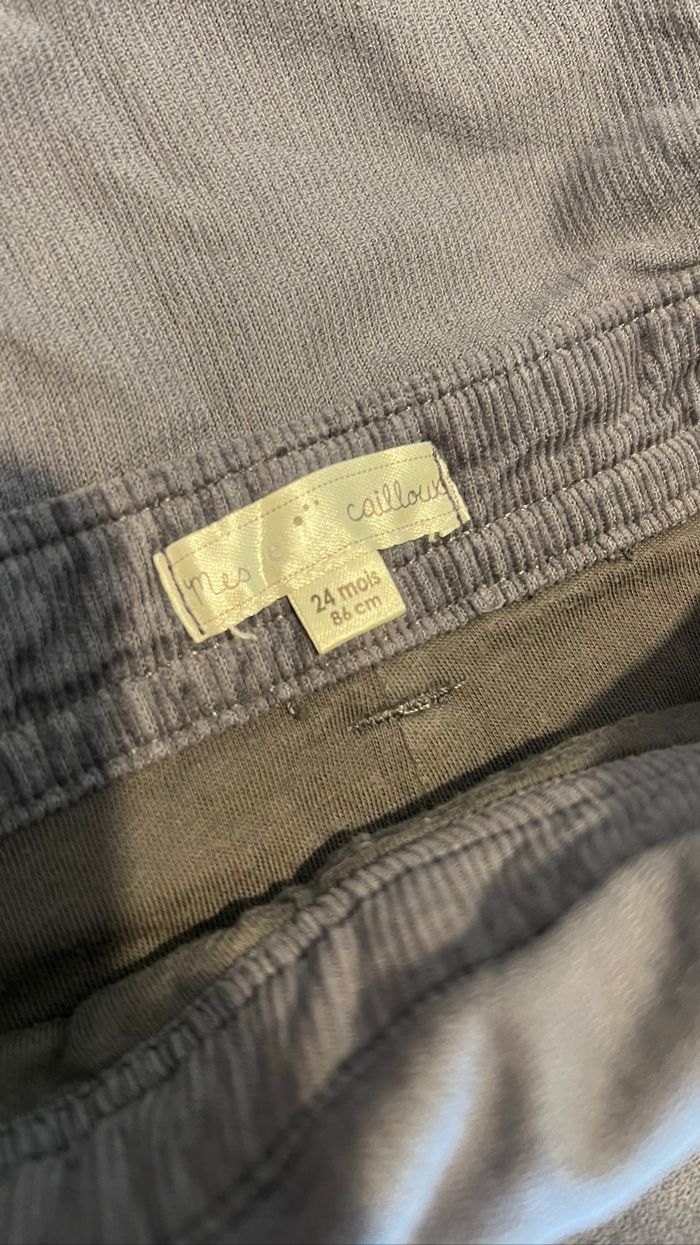 mes cailloux
24 mois
86 cm